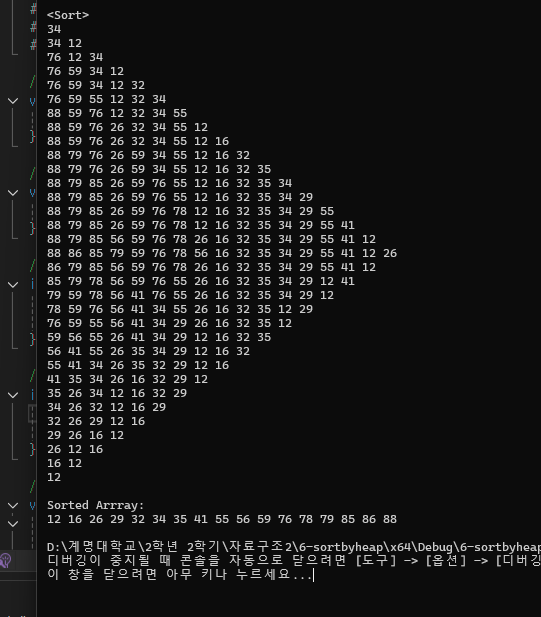 <Sort>
34
34 12
76 12 34
76 59 34 12
76 59 34 12 32
76 59 55 12 32 34
88 59 76 12 32 34 55
88 59 76 26 32 34 55 12
88 59 76 26 32 34 55 12 16
88 79 76 26 59 34 55 12 16 32
88 79 76 26 59 34 55 12 16 32 35
88 79 85 26 59 76 55 12 16 32 35 34
88 79 85 26 59 76 55 12 16 32 35 34 29
88 79 85 26 59 76 78 12 16 32 35 34 29 55
88 79 85 26 59 76 78 12 16 32 35 34 29 55 41
88 79 85 56 59 76 78 26 16 32 35 34 29 55 41 12
88 86 85 79 59 76 78 56 16 32 35 34 29 55 41 12 26
86 79 85 56 59 76 78 26 16 32 35 34 29 55 41 12
85 79 78 56 59 76 55 26 16 32 35 34 29 12 41
79 59 78 56 41 76 55 26 16 32 35 34 29 12
78 59 76 56 41 34 55 26 16 32 35 12 29
76 59 55 56 41 34 29 26 16 32 35 12
59 56 55 26 41 34 29 12 16 32 35
56 41 55 26 35 34 29 12 16 32
55 41 34 26 35 32 29 12 16
41 35 34 26 16 32 29 12
35 26 34 12 16 32 29
34 26 32 12 16 29
32 26 29 12 16
29 26 16 12
26 12 16
16 12
12
Sorted Arrray:
12 16 26 29 32 34 35 41 55 56 59 76 78 79 85 86 88
D:\계명대학교\2학년 2학기\자료구조2\6-sortbyheap\x64\Debug\6-sortbyheap
디버깅이 중지될 때 콘솔을 자동으로 닫으려면 [도구] -> [옵션] -> [디버깅
이 창을 닫으려면 아무 키나 누르세요...